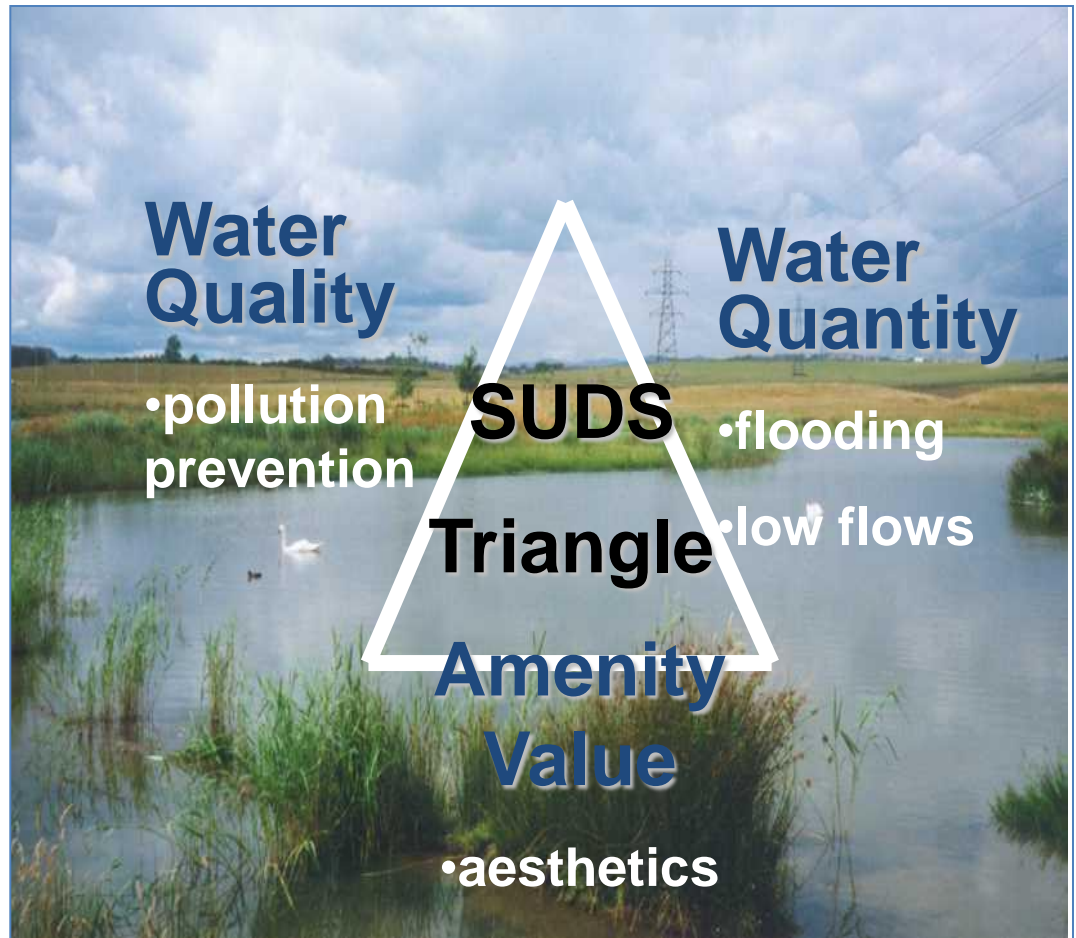 Water
Quality
•pollution
prevention
SUDS
Triangle
Water
Quantity
•flooding
•low flows
Amenity
Value
•aesthetics